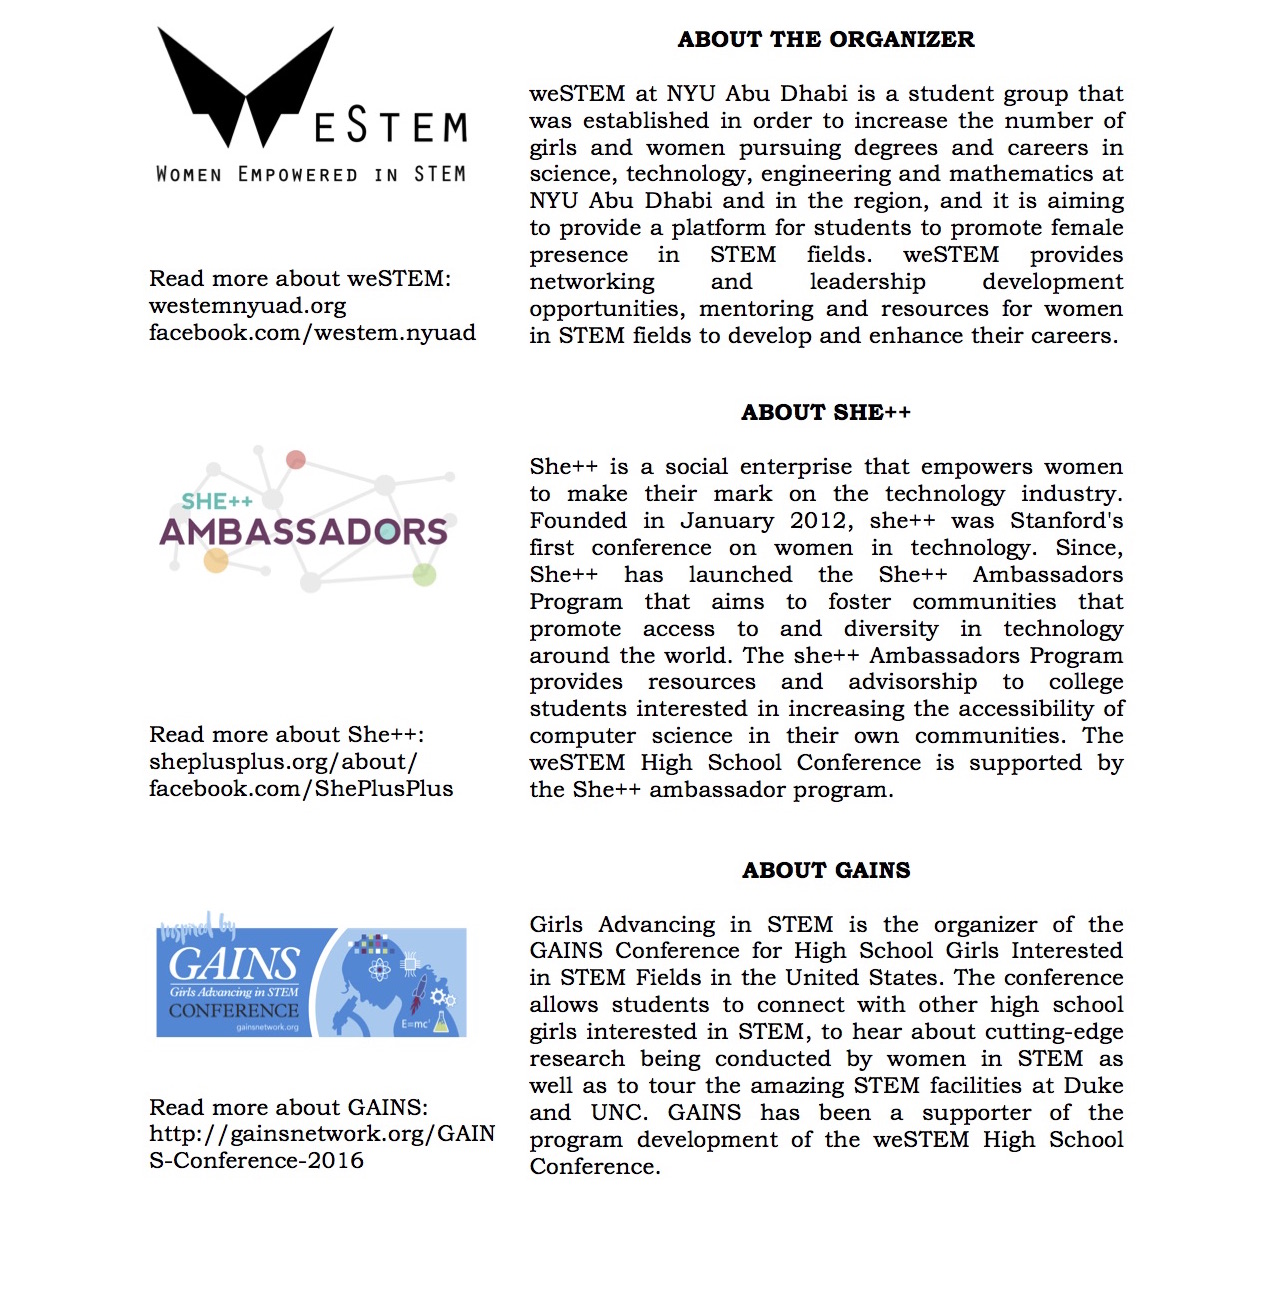 WESTEM
WOMEN EMPOWERED IN STEM
Read more about weSTEM:
westemnyuad.org
facebook.com/westem.nyuad
ABOUT THE ORGANIZER
weSTEM at NYU Abu Dhabi is a student group that
was established in order to increase the number of
girls and women pursuing degrees and careers in
science, technology, engineering and mathematics at
NYU Abu Dhabi and in the region, and it is aiming
to provide a platform for students to promote female
presence in STEM fields. weSTEM provides
networking and leadership development
opportunities, mentoring and resources for women
in STEM fields to develop and enhance their careers.
SHE++
AMBASSADORS
Read more about She++:
sheplusplus.org/about/
facebook.com/ShePlusPlus
ABOUT SHE++
She++ is a social enterprise that empowers women
to make their mark on the technology industry.
Founded in January 2012, she++ was Stanford's
first conference on women in technology. Since,
She++ has launched the She++ Ambassadors
Program that aims to foster communities that
promote access to and diversity in technology
around the world. The she++ Ambassadors Program
provides resources and advisorship to college
students interested in increasing the accessibility of
computer science in their own communities. The
weSTEM High School Conference is supported by
the She++ ambassador program.
Inspired by
GAINS
Girls Advancing in STEM
CONFERENCE
gainsnetwork.org
E=mc²
Read more about GAINS:
http://gainsnetwork.org/GAIN
S-Conference-2016
ABOUT GAINS
Girls Advancing in STEM is the organizer of the
GAINS Conference for High School Girls Interested
in STEM Fields in the United States. The conference
allows students to connect with other high school
girls interested in STEM, to hear about cutting-edge
research being conducted by women in STEM as
well as to tour the amazing STEM facilities at Duke
and UNC. GAINS has been a supporter of the
program development of the weSTEM High School
Conference.